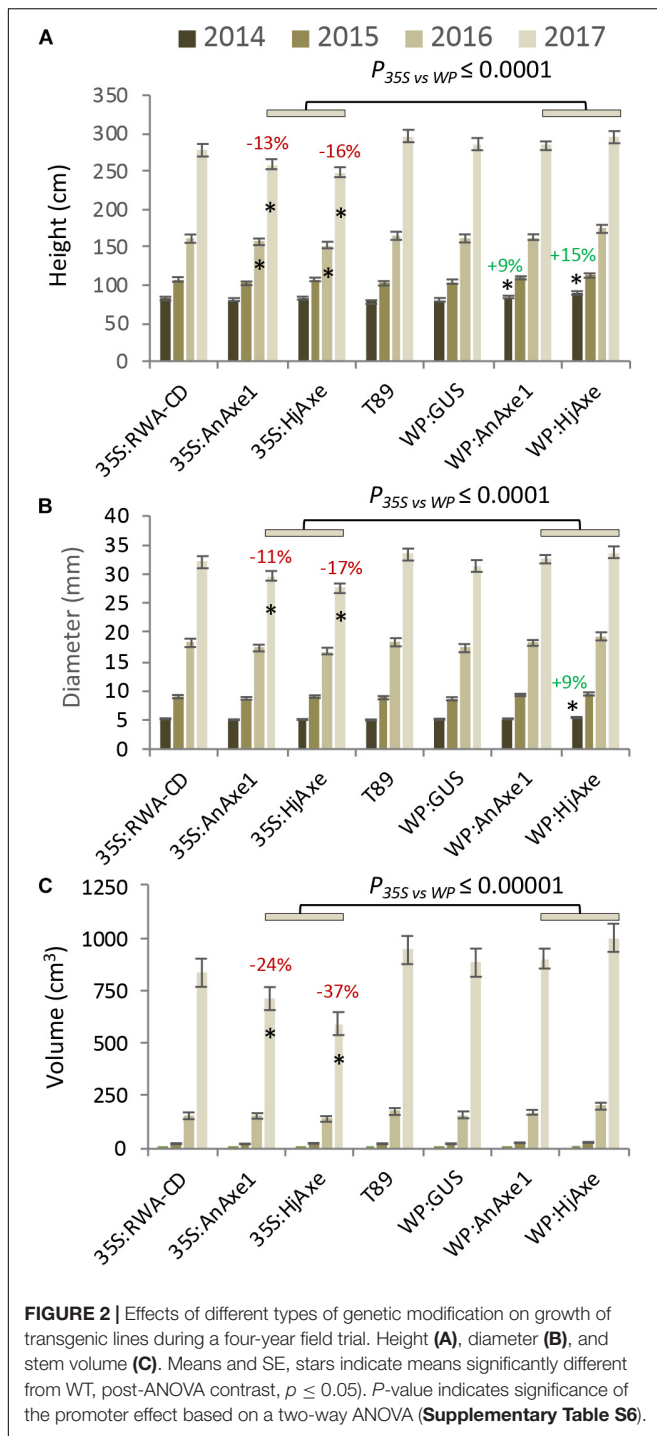 A
2014 2015 2016 2017
P35S vs WP ≤ 0.0001
Height (cm)
350
300
250
200
150
100
50
0
-13%
-16%
+9%
+15%
*
*
*
*
*
*
35S:RWA-CD
35S:AnAxe1
35S:HjAxe
T89
WP:GUS
WP:AnAxe1
WP:HjAxe
B
P35S vs WP ≤ 0.0001
Diameter (mm)
40
35
30
25
20
15
10
5
0
-11%
-17%
+9%
*
*
*
35S:RWA-CD
35S:AnAxe1
35S:HjAxe
T89
WP:GUS
WP:AnAxe1
WP:HjAxe
C
P35S vs WP ≤ 0.00001
Volume (cm³)
1250
1000
750
500
250
0
-24%
-37%
*
*
35S:RWA-CD
35S:AnAxe1
35S:HjAxe
T89
WP:GUS
WP:AnAxe1
WP:HjAxe
FIGURE 2 | Effects of different types of genetic modification on growth of
transgenic lines during a four-year field trial. Height (A), diameter (B), and
stem volume (C). Means and SE, stars indicate means significantly different
from WT, post-ANOVA contrast, p ≤ 0.05). P-value indicates significance of
the promoter effect based on a two-way ANOVA (Supplementary Table S6).